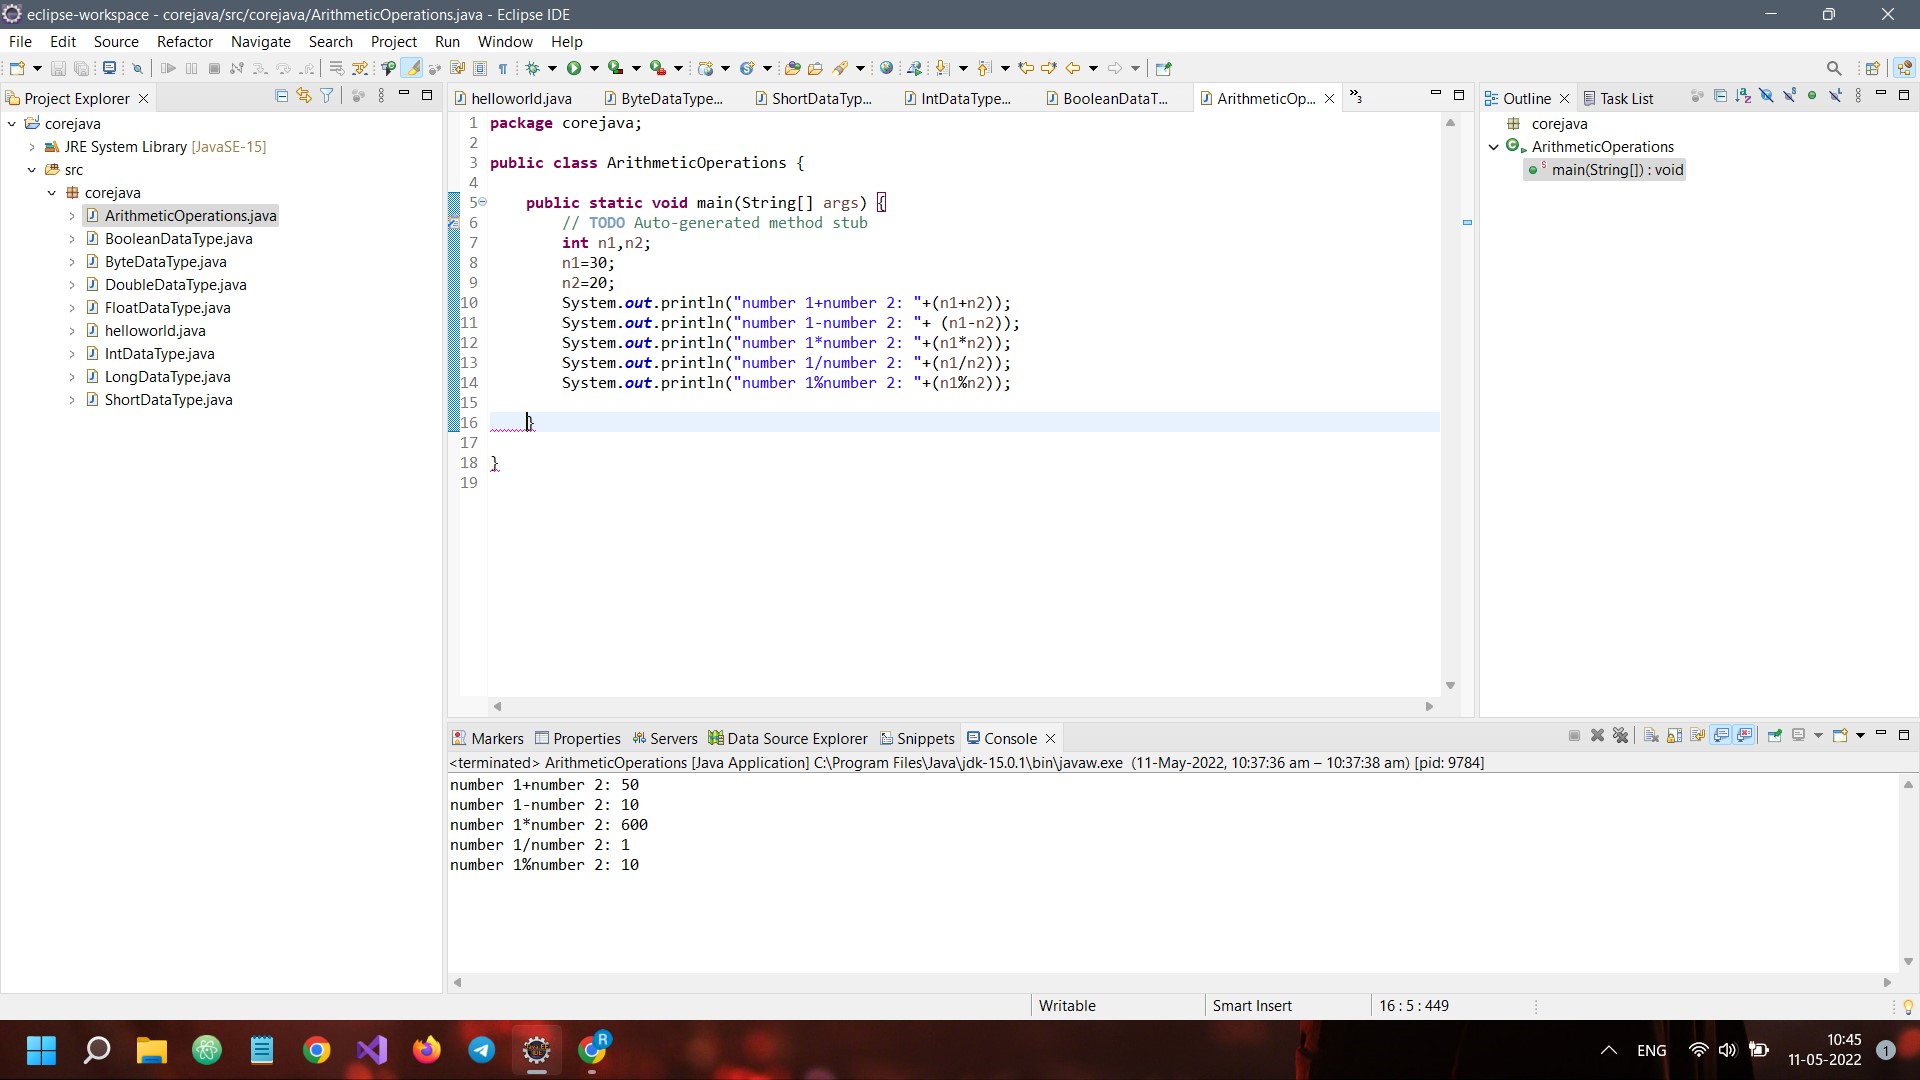 eclipse-workspace - corejava/src/corejava/ArithmeticOperations.java - Eclipse IDE
File Edit Source Refactor Navigate Search Project Run Window Help
Project Explorer
corejava
JRE System Library [JavaSE-15]
src
corejava
ArithmeticOperations.java
BooleanDataType.java
ByteDataType.java
DoubleDataType.java
FloatDataType.java
helloworld.java
IntDataType.java
LongDataType.java
ShortDataType.java
helloworld.java ByteDataType... ShortDataTyp... IntDataType... BooleanDataT... ArithmeticOp... »3
1 package corejava;
2
3 public class ArithmeticOperations {
4
5 public static void main(String[] args) {
6 // TODO Auto-generated method stub
7 int n1,n2;
8 n1=30;
9 n2=20;
10 System.out.println("number 1+number 2: "+(n1+n2));
11 System.out.println("number 1-number 2: "+ (n1-n2));
12 System.out.println("number 1*number 2: "+(n1*n2));
13 System.out.println("number 1/number 2: "+(n1/n2));
14 System.out.println("number 1%number 2: "+(n1%n2));
15
16 }
17
18 }
19
Outline Task List
corejava
ArithmeticOperations
main(String[]) : void
Markers Properties Servers Data Source Explorer Snippets Console
<terminated> ArithmeticOperations [Java Application] C:\Program Files\Java\jdk-15.0.1\bin\javaw.exe (11-May-2022, 10:37:36 am – 10:37:38 am) [pid: 9784]
number 1+number 2: 50
number 1-number 2: 10
number 1*number 2: 600
number 1/number 2: 1
number 1%number 2: 10
Writable Smart Insert 16 : 5 : 449
R
ENG
10:45
11-05-2022
1